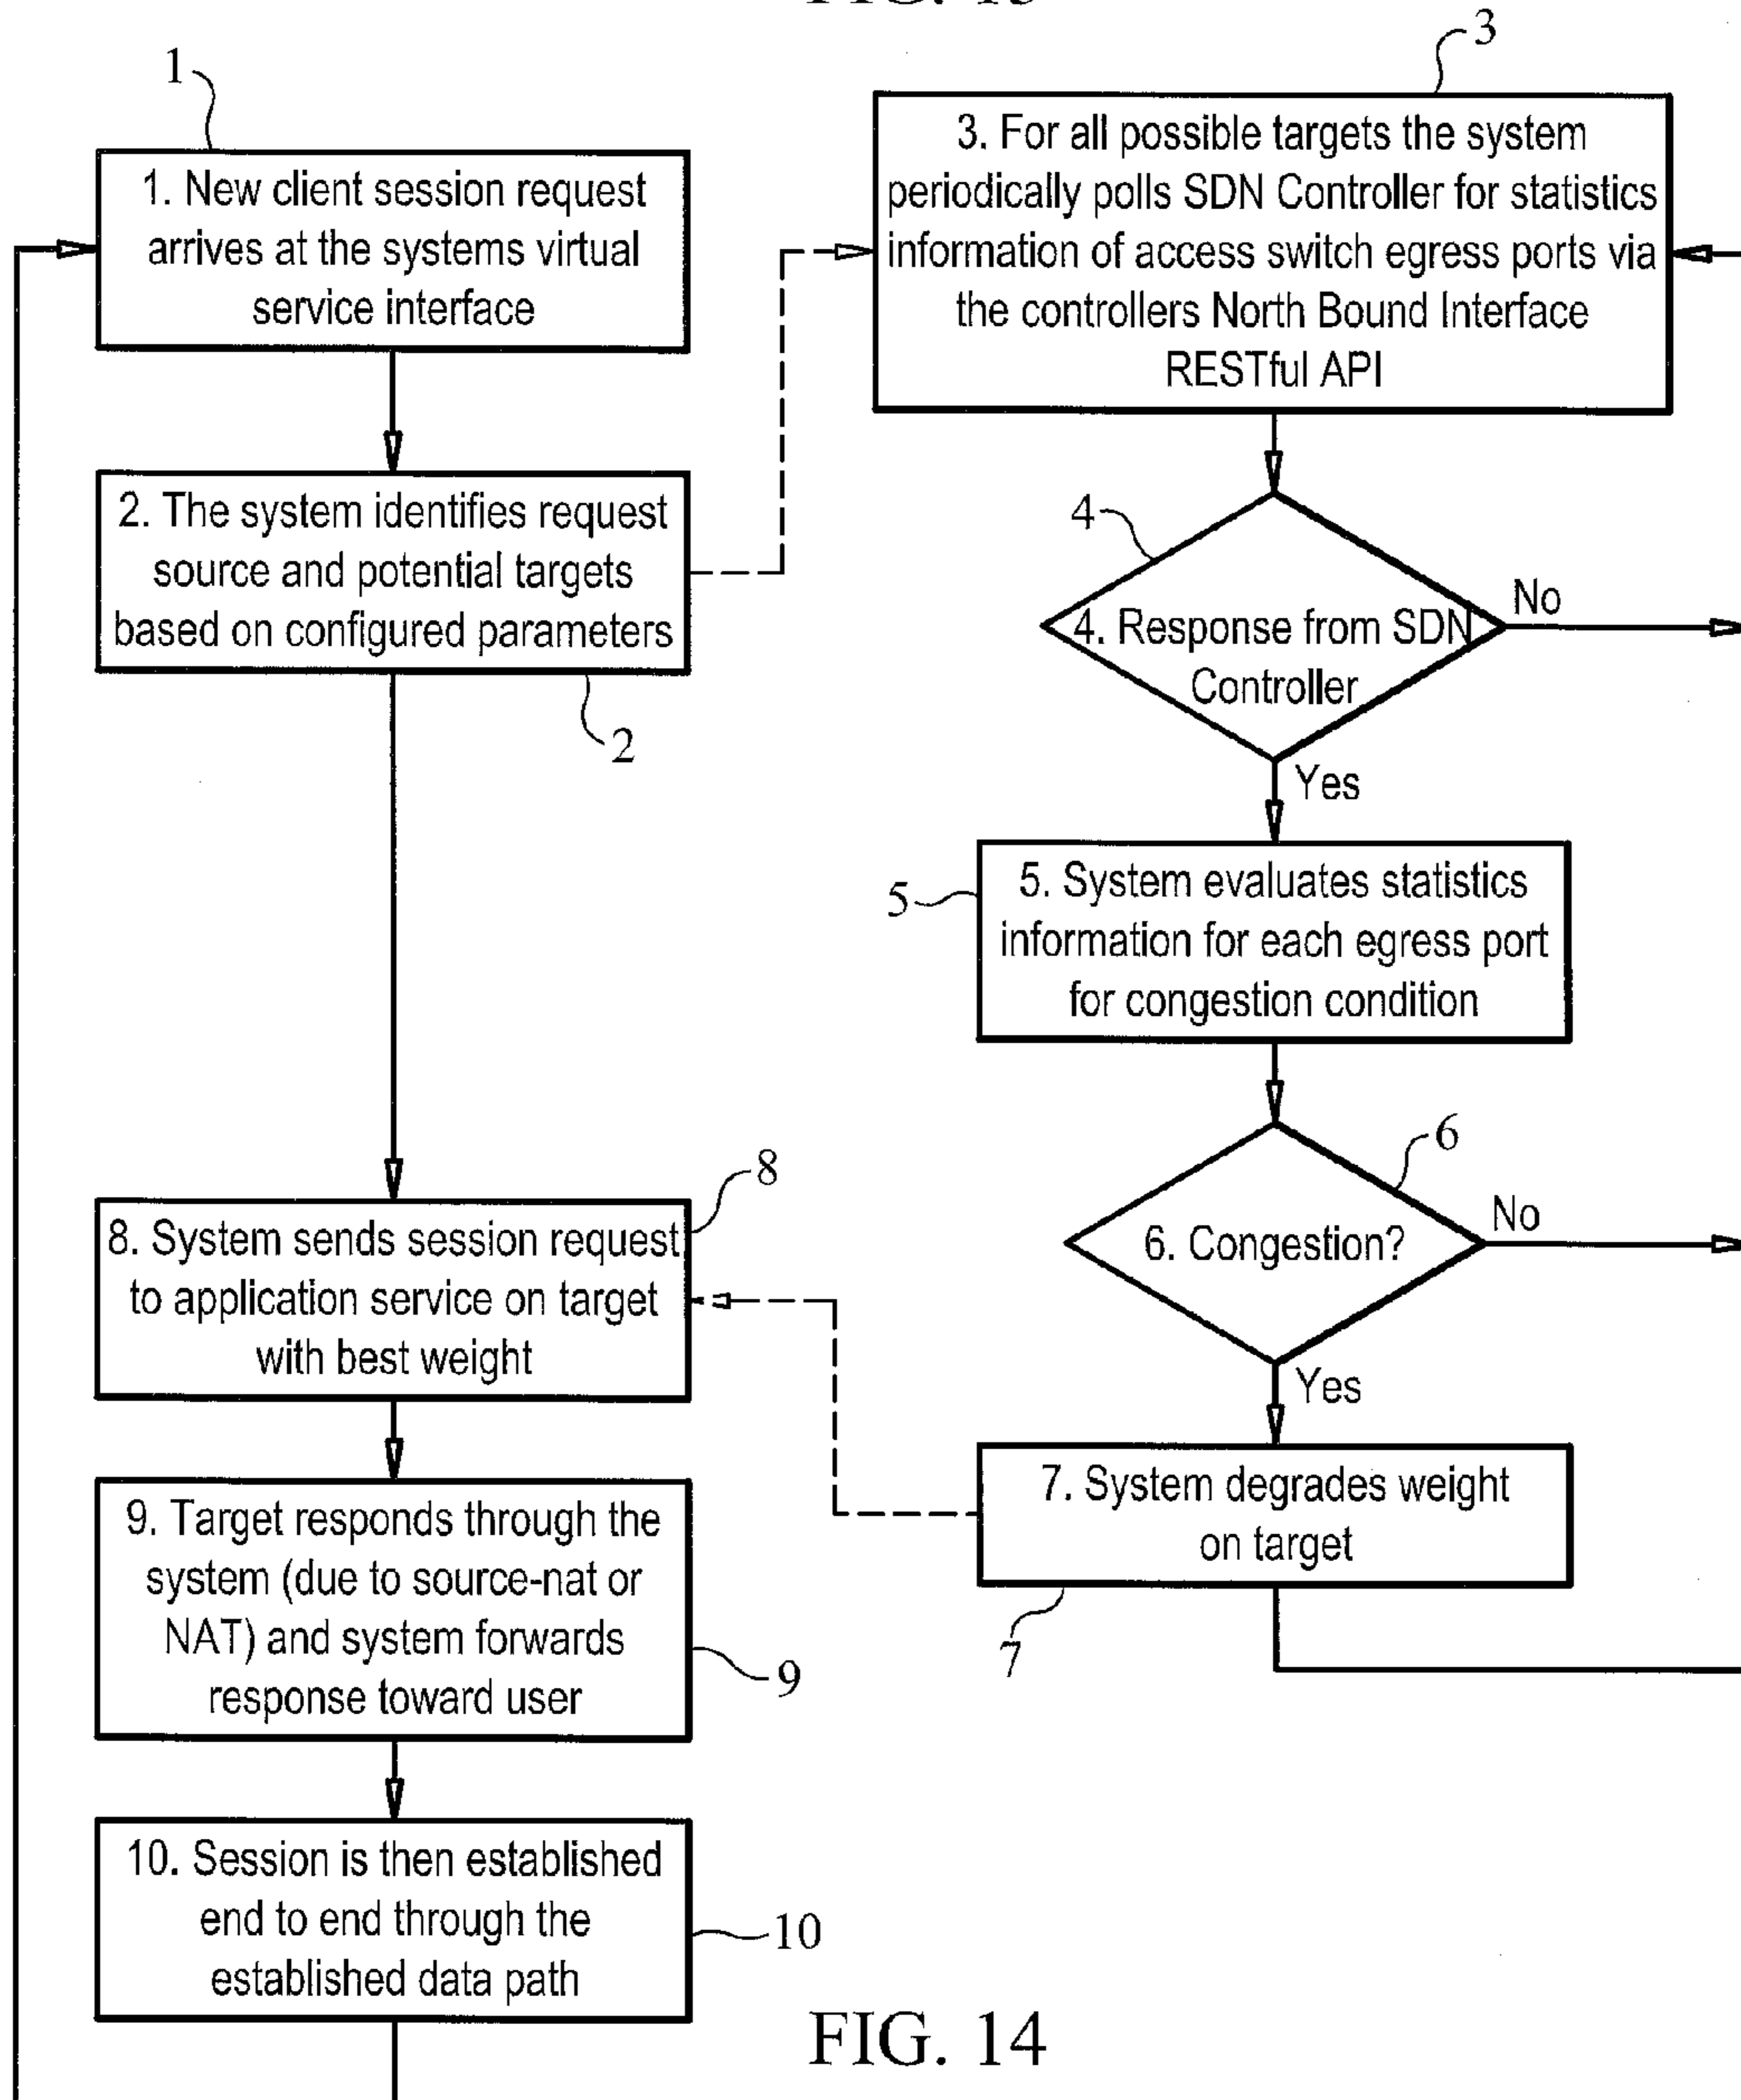 1
1. New client session request
arrives at the systems virtual
service interface
2. The system identifies request
source and potential targets
based on configured parameters
2
8
8. System sends session request
to application service on target
with best weight
9. Target responds through the
system (due to source-nat or
NAT) and system forwards
response toward user
9
10. Session is then established
end to end through the
established data path
10
3
3. For all possible targets the system
periodically polls SDN Controller for statistics
information of access switch egress ports via
the controllers North Bound Interface
RESTful API
4
4. Response from SDN
Controller
No
Yes
5
5. System evaluates statistics
information for each egress port
for congestion condition
6
6. Congestion?
No
Yes
7. System degrades weight
on target
7
FIG. 14